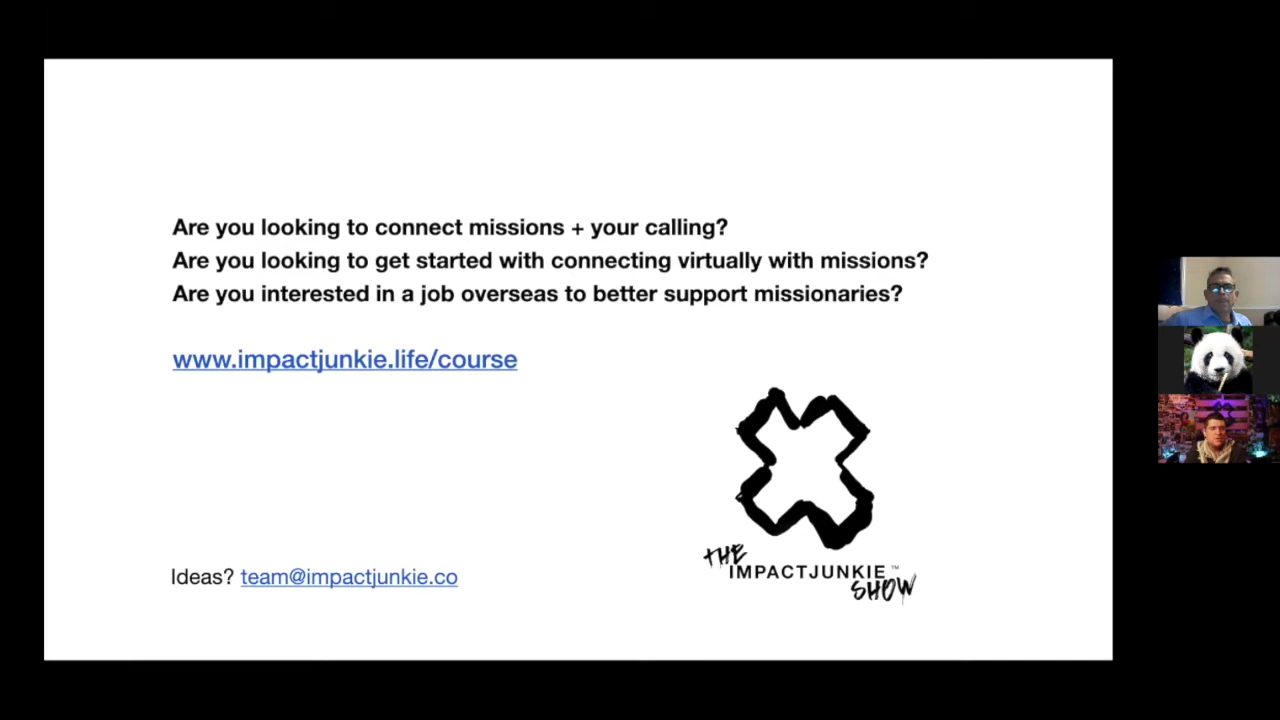 Are you looking to connect missions + your calling?
Are you looking to get started with connecting virtually with missions?
Are you interested in a job overseas to better support missionaries?
www.impactjunkie.life/course
THE
IMPACTJUNKIE™
SHOW
Ideas? team@impactjunkie.co